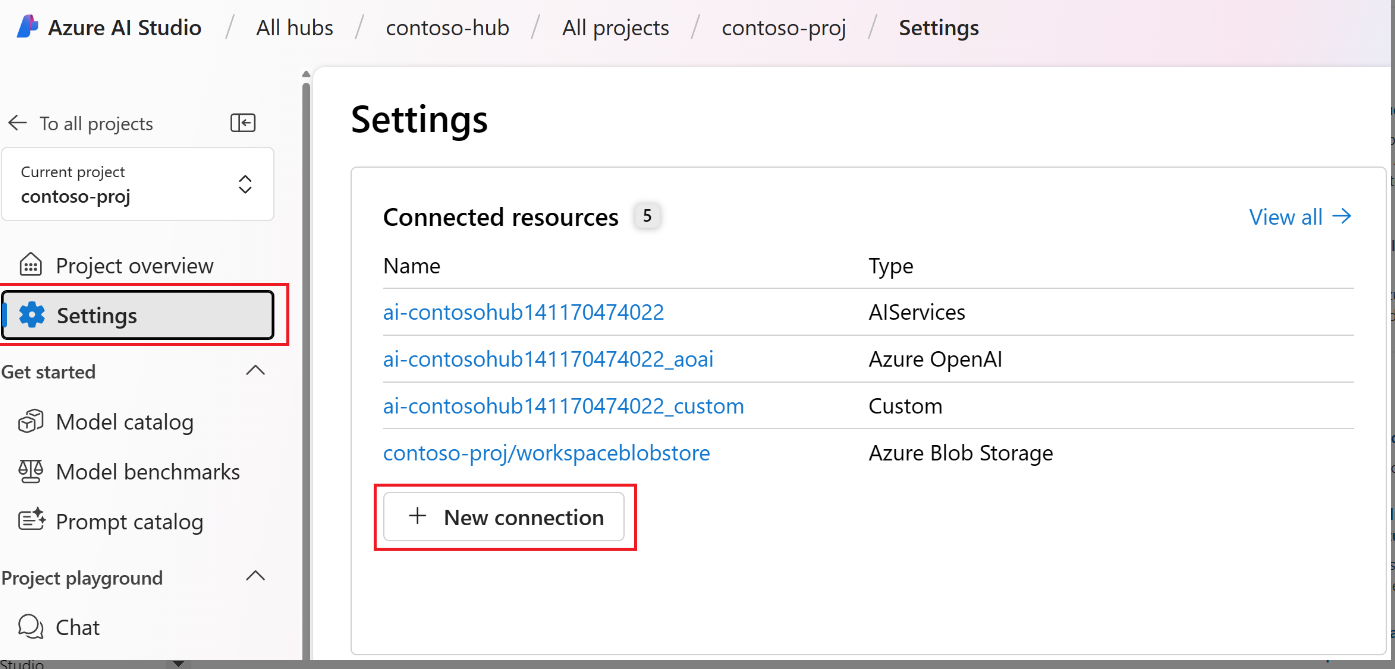 Azure AI Studio / All hubs / contoso-hub / All projects / contoso-proj / Settings
To all projects
Current project
contoso-proj
Project overview
Settings
Get started
Model catalog
Model benchmarks
Prompt catalog
Project playground
Chat
Studio
Settings
Connected resources 5
View all
Name Type
ai-contosohub141170474022 AIServices
ai-contosohub141170474022_aoai Azure OpenAI
ai-contosohub141170474022_custom Custom
contoso-proj/workspaceblobstore Azure Blob Storage
+ New connection